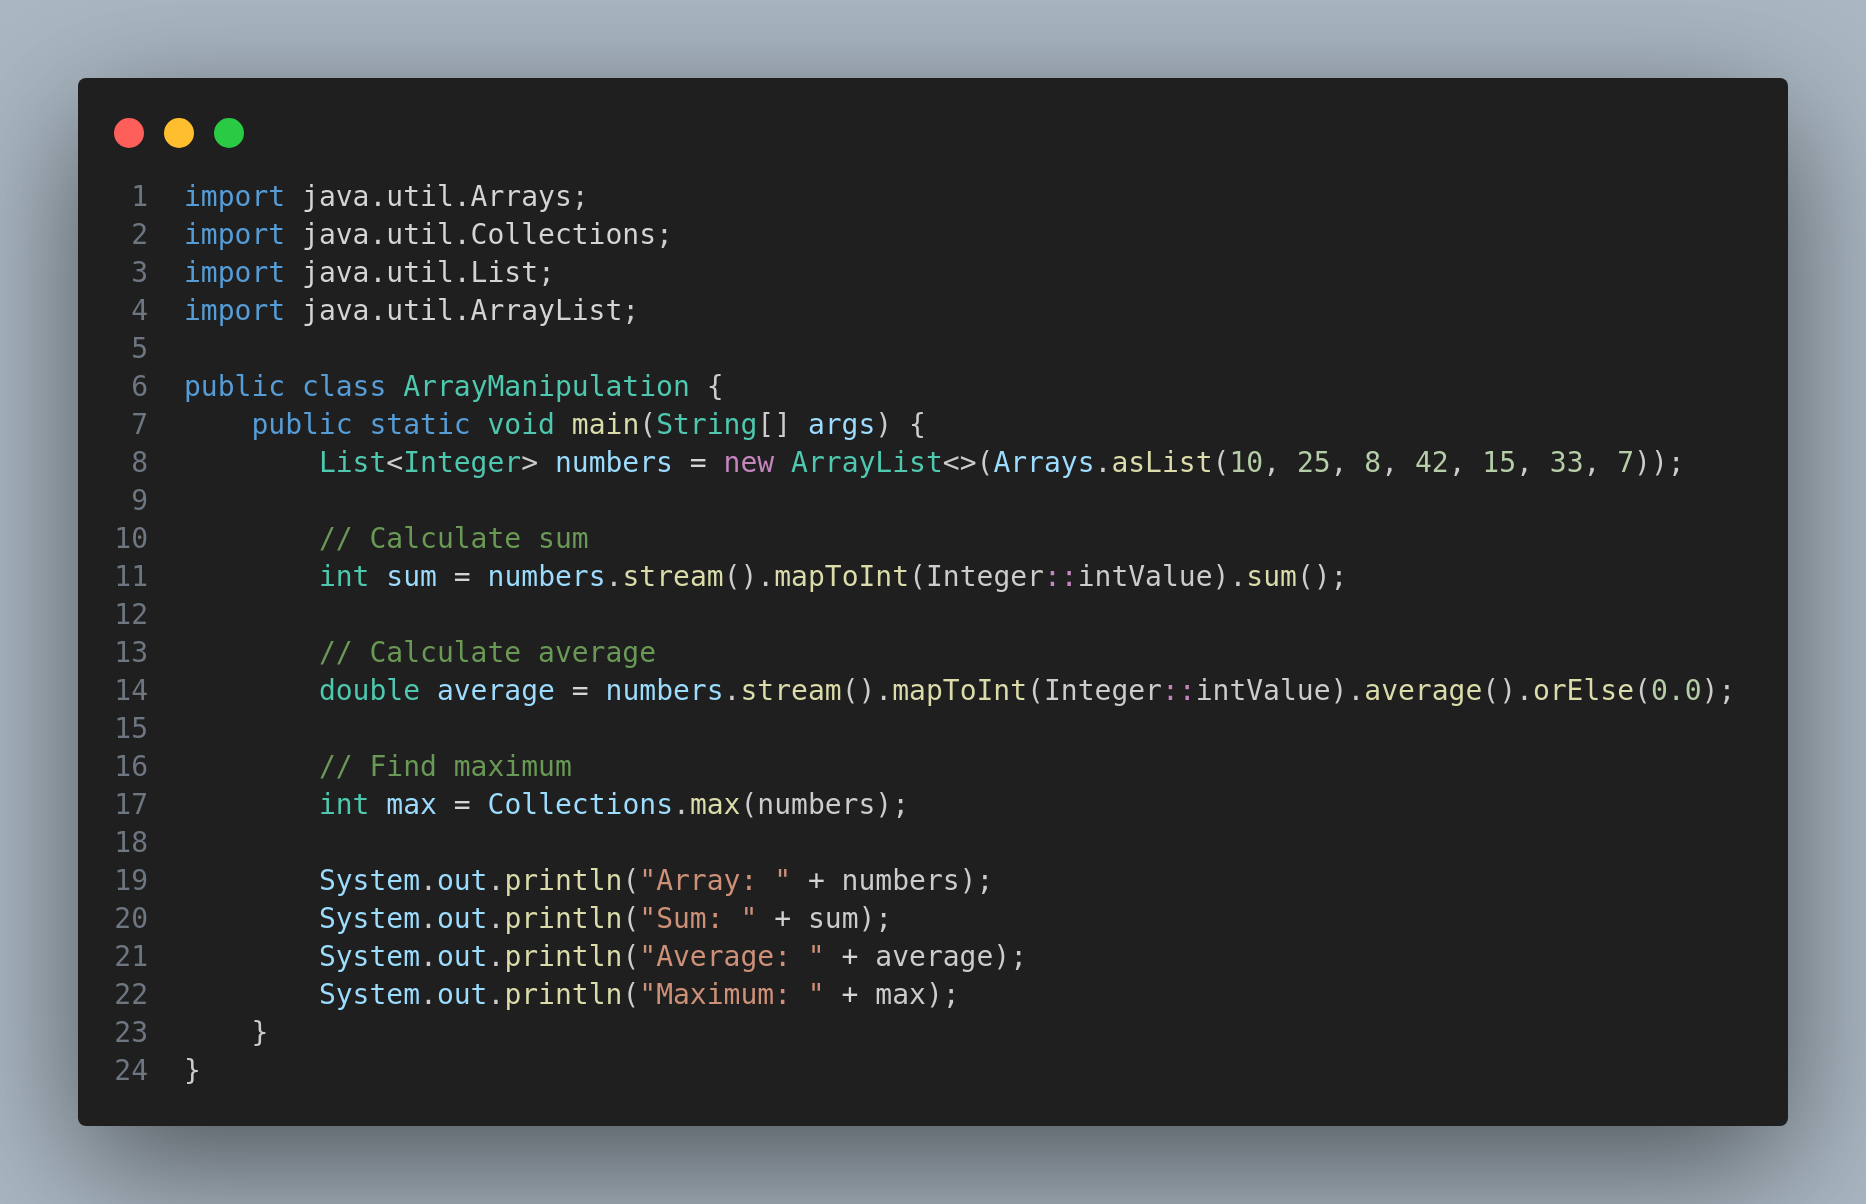 1 import java.util.Arrays;
2 import java.util.Collections;
3 import java.util.List;
4 import java.util.ArrayList;
5
6 public class ArrayManipulation {
7     public static void main(String[] args) {
8         List<Integer> numbers = new ArrayList<>(Arrays.asList(10, 25, 8, 42, 15, 33, 7));
9
10         // Calculate sum
11         int sum = numbers.stream().mapToInt(Integer::intValue).sum();
12
13         // Calculate average
14         double average = numbers.stream().mapToInt(Integer::intValue).average().orElse(0.0);
15
16         // Find maximum
17         int max = Collections.max(numbers);
18
19         System.out.println("Array: " + numbers);
20         System.out.println("Sum: " + sum);
21         System.out.println("Average: " + average);
22         System.out.println("Maximum: " + max);
23     }
24 }